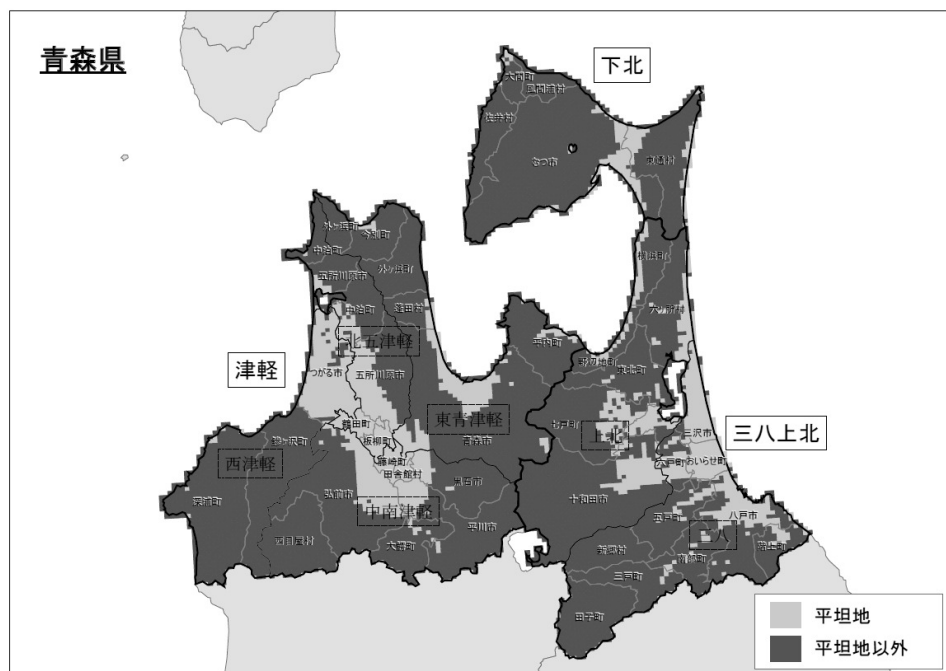 青森県
下北
大間町
風間浦村
佐井村
むつ市
東通村
外ヶ浜町
今別町
中泊町
五所川原市
外ヶ浜町
横浜町
中泊町
蓬田村
六ヶ所村
北五津軽
平内町
野辺地町
東北町
津軽
つがる市
五所川原市
鶴田町
東青津軽
七戸町
上北
三沢市
三八上北
鰺ヶ沢町
板柳町
青森市
西津軽
藤崎町
田舎館村
六戸町
おいらせ町
黒石市
深浦町
弘前市
中南津軽
十和田市
五戸町
八戸市
平川市
三八
西目屋村
大鰐町
新郷村
南部町
階上町
三戸町
田子町
平坦地
平坦地以外